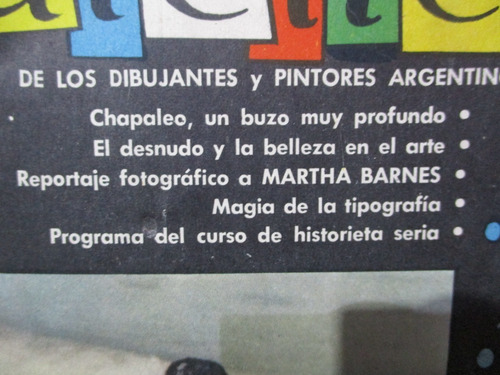 DE LOS DIBUJANTES y PINTORES ARGENTIN
Chapaleo, un buzo muy profundo •
El desnudo y la belleza en el arte •
Reportaje fotográfico a MARTHA BARNES •
Magia de la tipografía •
Programa del curso de historieta seria •